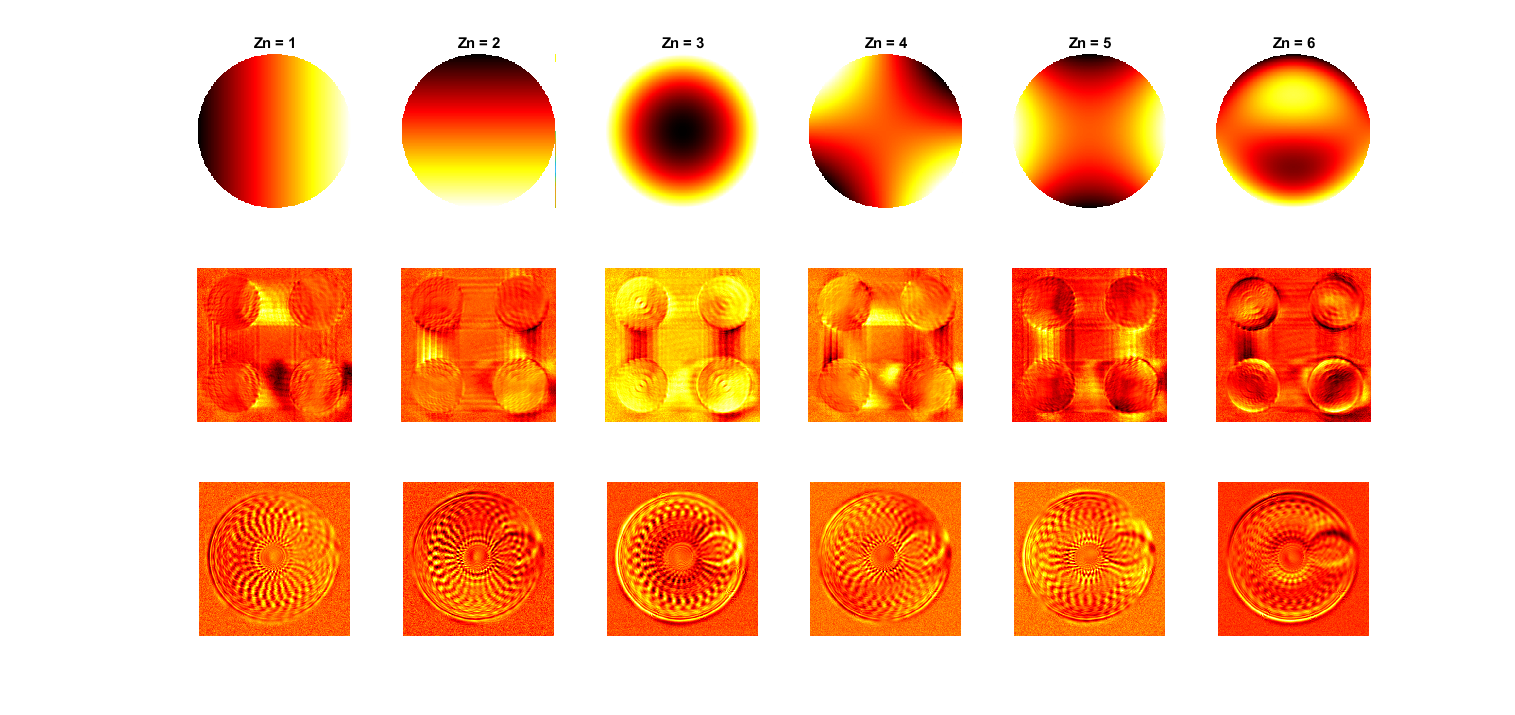 Zn = 1 Zn = 2 Zn = 3 Zn = 4 Zn = 5 Zn = 6